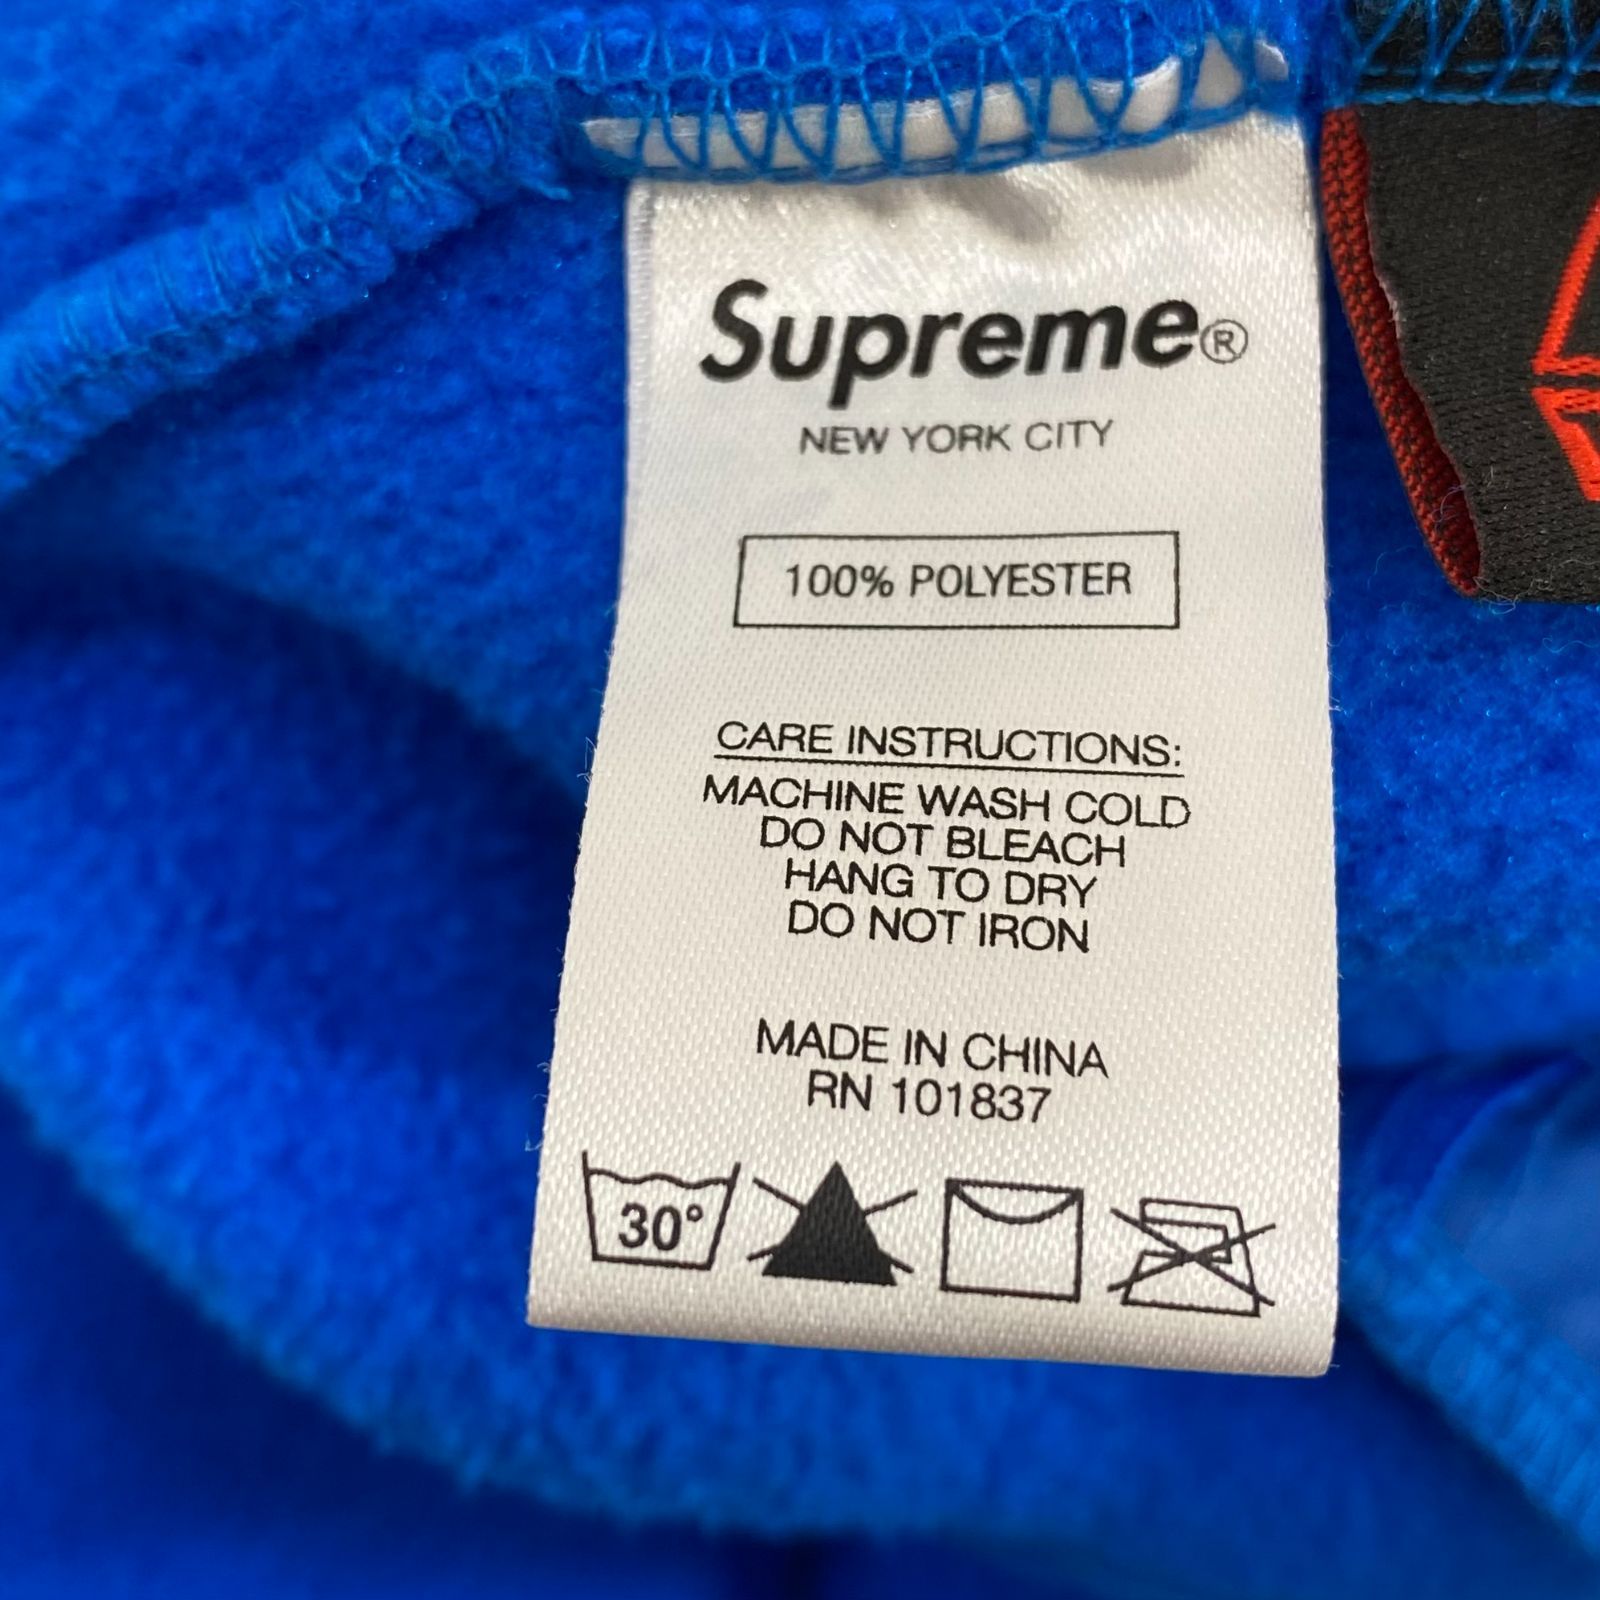 Supreme®
NEW YORK CITY
100% POLYESTER
CARE INSTRUCTIONS:
MACHINE WASH COLD
DO NOT BLEACH
HANG TO DRY
DO NOT IRON
MADE IN CHINA
RN 101837
30°